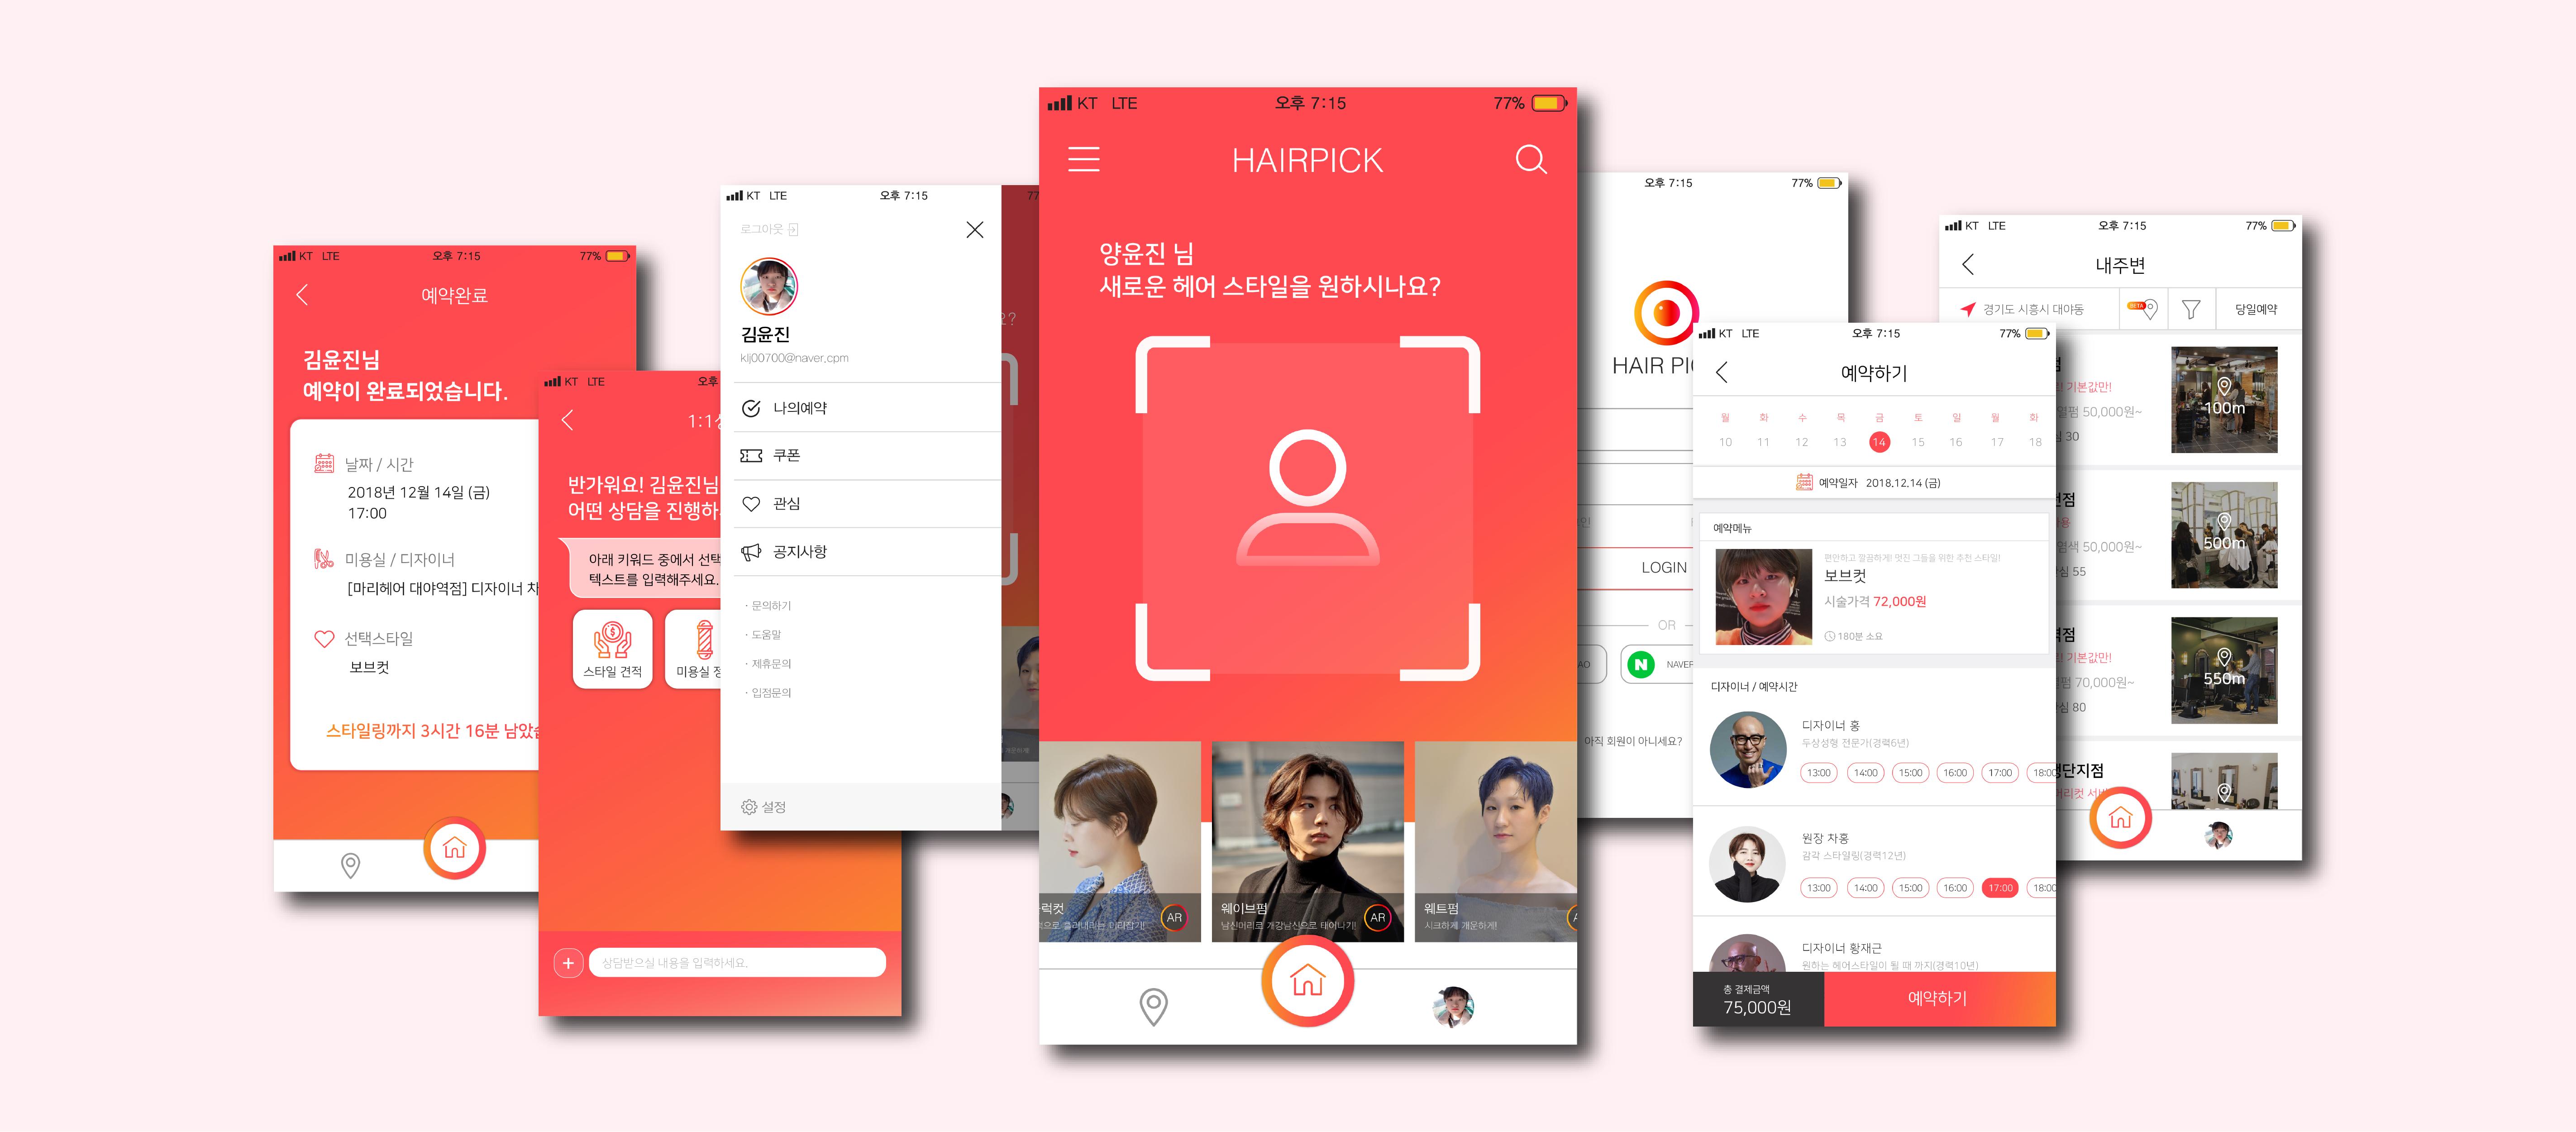 KT LTE 오후 7:15 77%
예약완료
김윤진님
예약이 완료되었습니다.
날짜 / 시간
2018년 12월 14일 (금)
17:00
미용실 / 디자이너
[마리헤어 대야역점] 디자이너
선택스타일
보브컷
스타일링까지 3시간 16분
KT LTE 오후
1:1
반가워요! 김윤진님
어떤 상담을
아래 키워드 중에서
텍스트를 입력해주세요.
스타일 견적
미용실
상담받으실 내용을 입력하세요.
KT LTE 오후 7:15
로그아웃
김윤진
klj00700@naver.cpm
나의예약
쿠폰
관심
공지사항
· 문의하기
· 도움말
· 제휴문의
· 입점문의
설정
KT LTE 오후 7:15 77%
HAIRPICK
양윤진 님
새로운 헤어 스타일을 원하시나요?
AR
웨이브펌
남신머리로 개강남신으로 태어나기!
AR
웨트펌
시크하게 개운하게!
오후 7:15 77%
HAIR
LOGIN
OR
NAVER
아직 회원이 아니세요?
KT LTE 오후 7:15 77%
예약하기
월 화 수 목 금 토 일 월 화
10 11 12 13 14 15 16 17 18
예약일자 2018.12.14 (금)
예약메뉴
편안하고 깔끔하게! 멋진 그들을 위한 추천 스타일!
보브컷
시술가격 72,000원
180분 소요
디자이너 / 예약시간
디자이너 홍
두상성형 전문가(경력6년)
13:00 14:00 15:00 16:00 17:00 18:00
원장 차홍
감각 스타일링(경력12년)
13:00 14:00 15:00 16:00 17:00 18:00
디자이너 황재근
원하는 헤어스타일이 될 때 까지(경력10년)
총 결제금액
75,000원
예약하기
KT LTE 오후 7:15 77%
내주변
경기도 시흥시 대야동
BETA
당일예약
기본값만!
50,000원~
30
100m
50,000원~
55
500m
기본값만!
70,000원~
80
550m